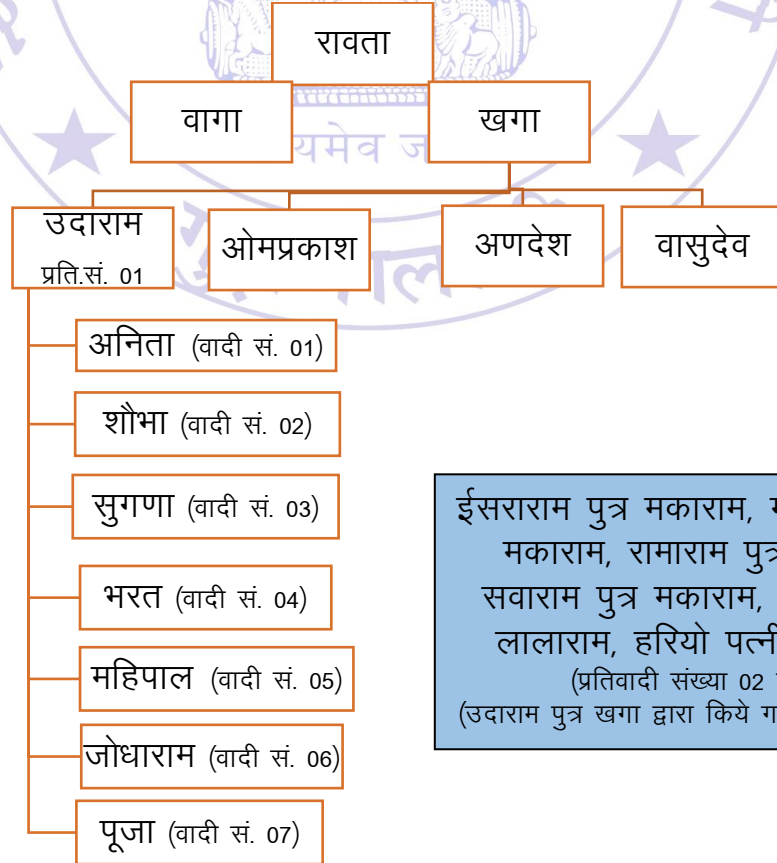 रावता
वागा
खगा
यमेव ज
उदाराम
प्रति.सं. 01
ओमप्रकाश
अणदेश
वासुदेव
अनिता (वादी सं. 01)
शौभा (वादी सं. 02)
सुगणा (वादी सं. 03)
भरत (वादी सं. 04)
महिपाल (वादी सं. 05)
जोधाराम (वादी सं. 06)
पूजा (वादी सं. 07)
ईसराराम पुत्र मकाराम,
मकाराम, रामाराम पुत्र
सवाराम पुत्र मकाराम,
लालाराम, हरियो पत्नी
(प्रतिवादी संख्या 02
(उदाराम पुत्र खगा द्वारा किये